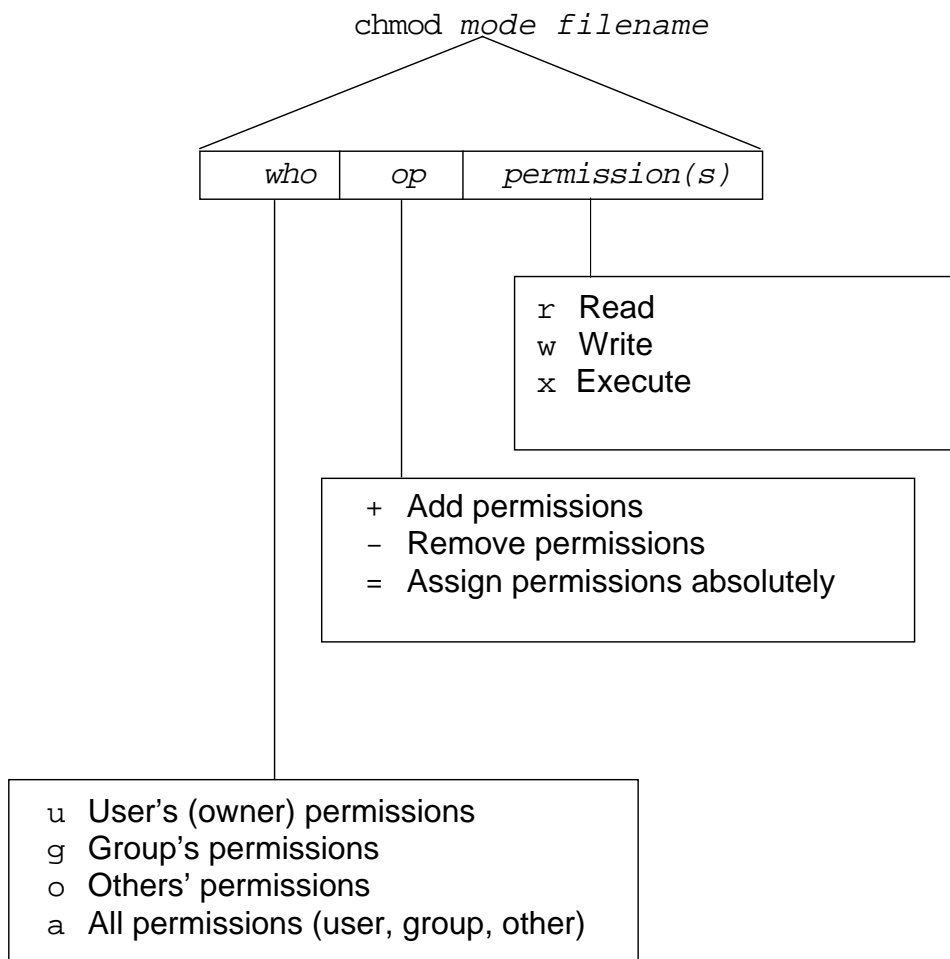 chmod mode filename
who op permission(s)
r Read
w Write
x Execute
+ Add permissions
– Remove permissions
= Assign permissions absolutely
u User's (owner) permissions
g Group’s permissions
o Others’ permissions
a All permissions (user, group, other)